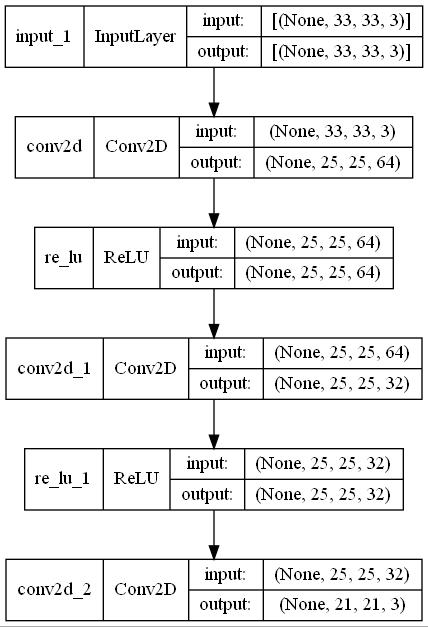 input_1 InputLayer input: [(None, 33, 33, 3)]
output: [(None, 33, 33, 3)]
conv2d Conv2D input: (None, 33, 33, 3)
output: (None, 25, 25, 64)
re_lu ReLU input: (None, 25, 25, 64)
output: (None, 25, 25, 64)
conv2d_1 Conv2D input: (None, 25, 25, 64)
output: (None, 25, 25, 32)
re_lu_1 ReLU input: (None, 25, 25, 32)
output: (None, 25, 25, 32)
conv2d_2 Conv2D input: (None, 25, 25, 32)
output: (None, 21, 21, 3)